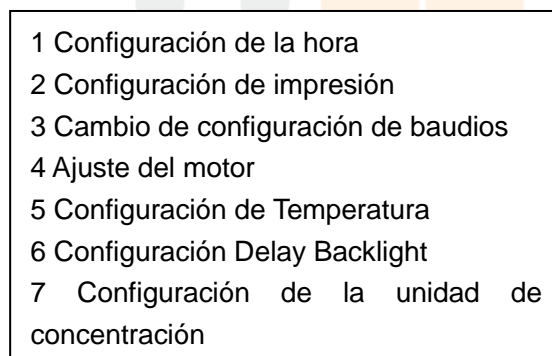 1 Configuración de la hora
2 Configuración de impresión
3 Cambio de configuración de baudios
4 Ajuste del motor
5 Configuración de Temperatura
6 Configuración Delay Backlight
7 Configuración de la unidad de
concentración